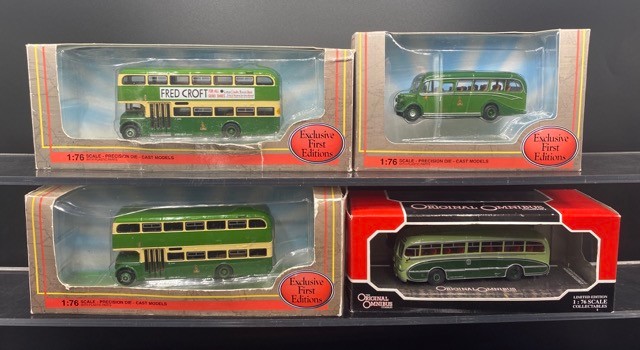 FRED CROFT
Exclusive
First
Editions
1:76 SCALE - PRECISION DIE - CAST MODELS
Exclusive
First
Editions
1:76 SCALE - PRECISION DIE - CAST MODELS
Exclusive
First
Editions
1:76 SCALE - PRECISION DIE - CAST MODELS
ORIGINAL OMNIBUS
ORIGINAL
OMNIBUS
LIMITED EDITION
1:76 SCALE
COLLECTABLES